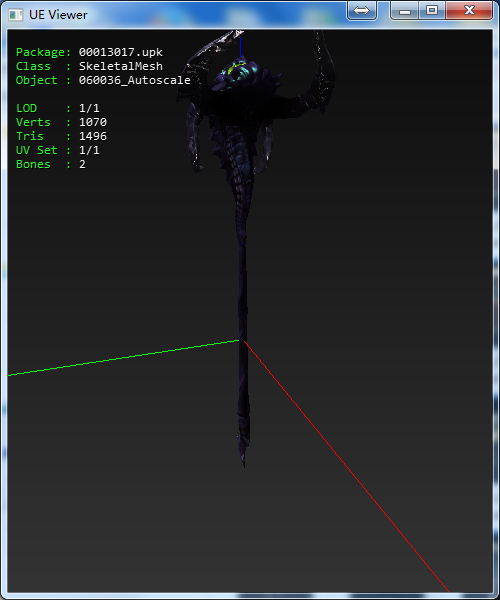 UE Viewer
Package: 00013017.upk
Class  : SkeletalMesh
Object : 060036_Autoscale
LOD    : 1/1
Verts  : 1070
Tris   : 1496
UV Set : 1/1
Bones  : 2